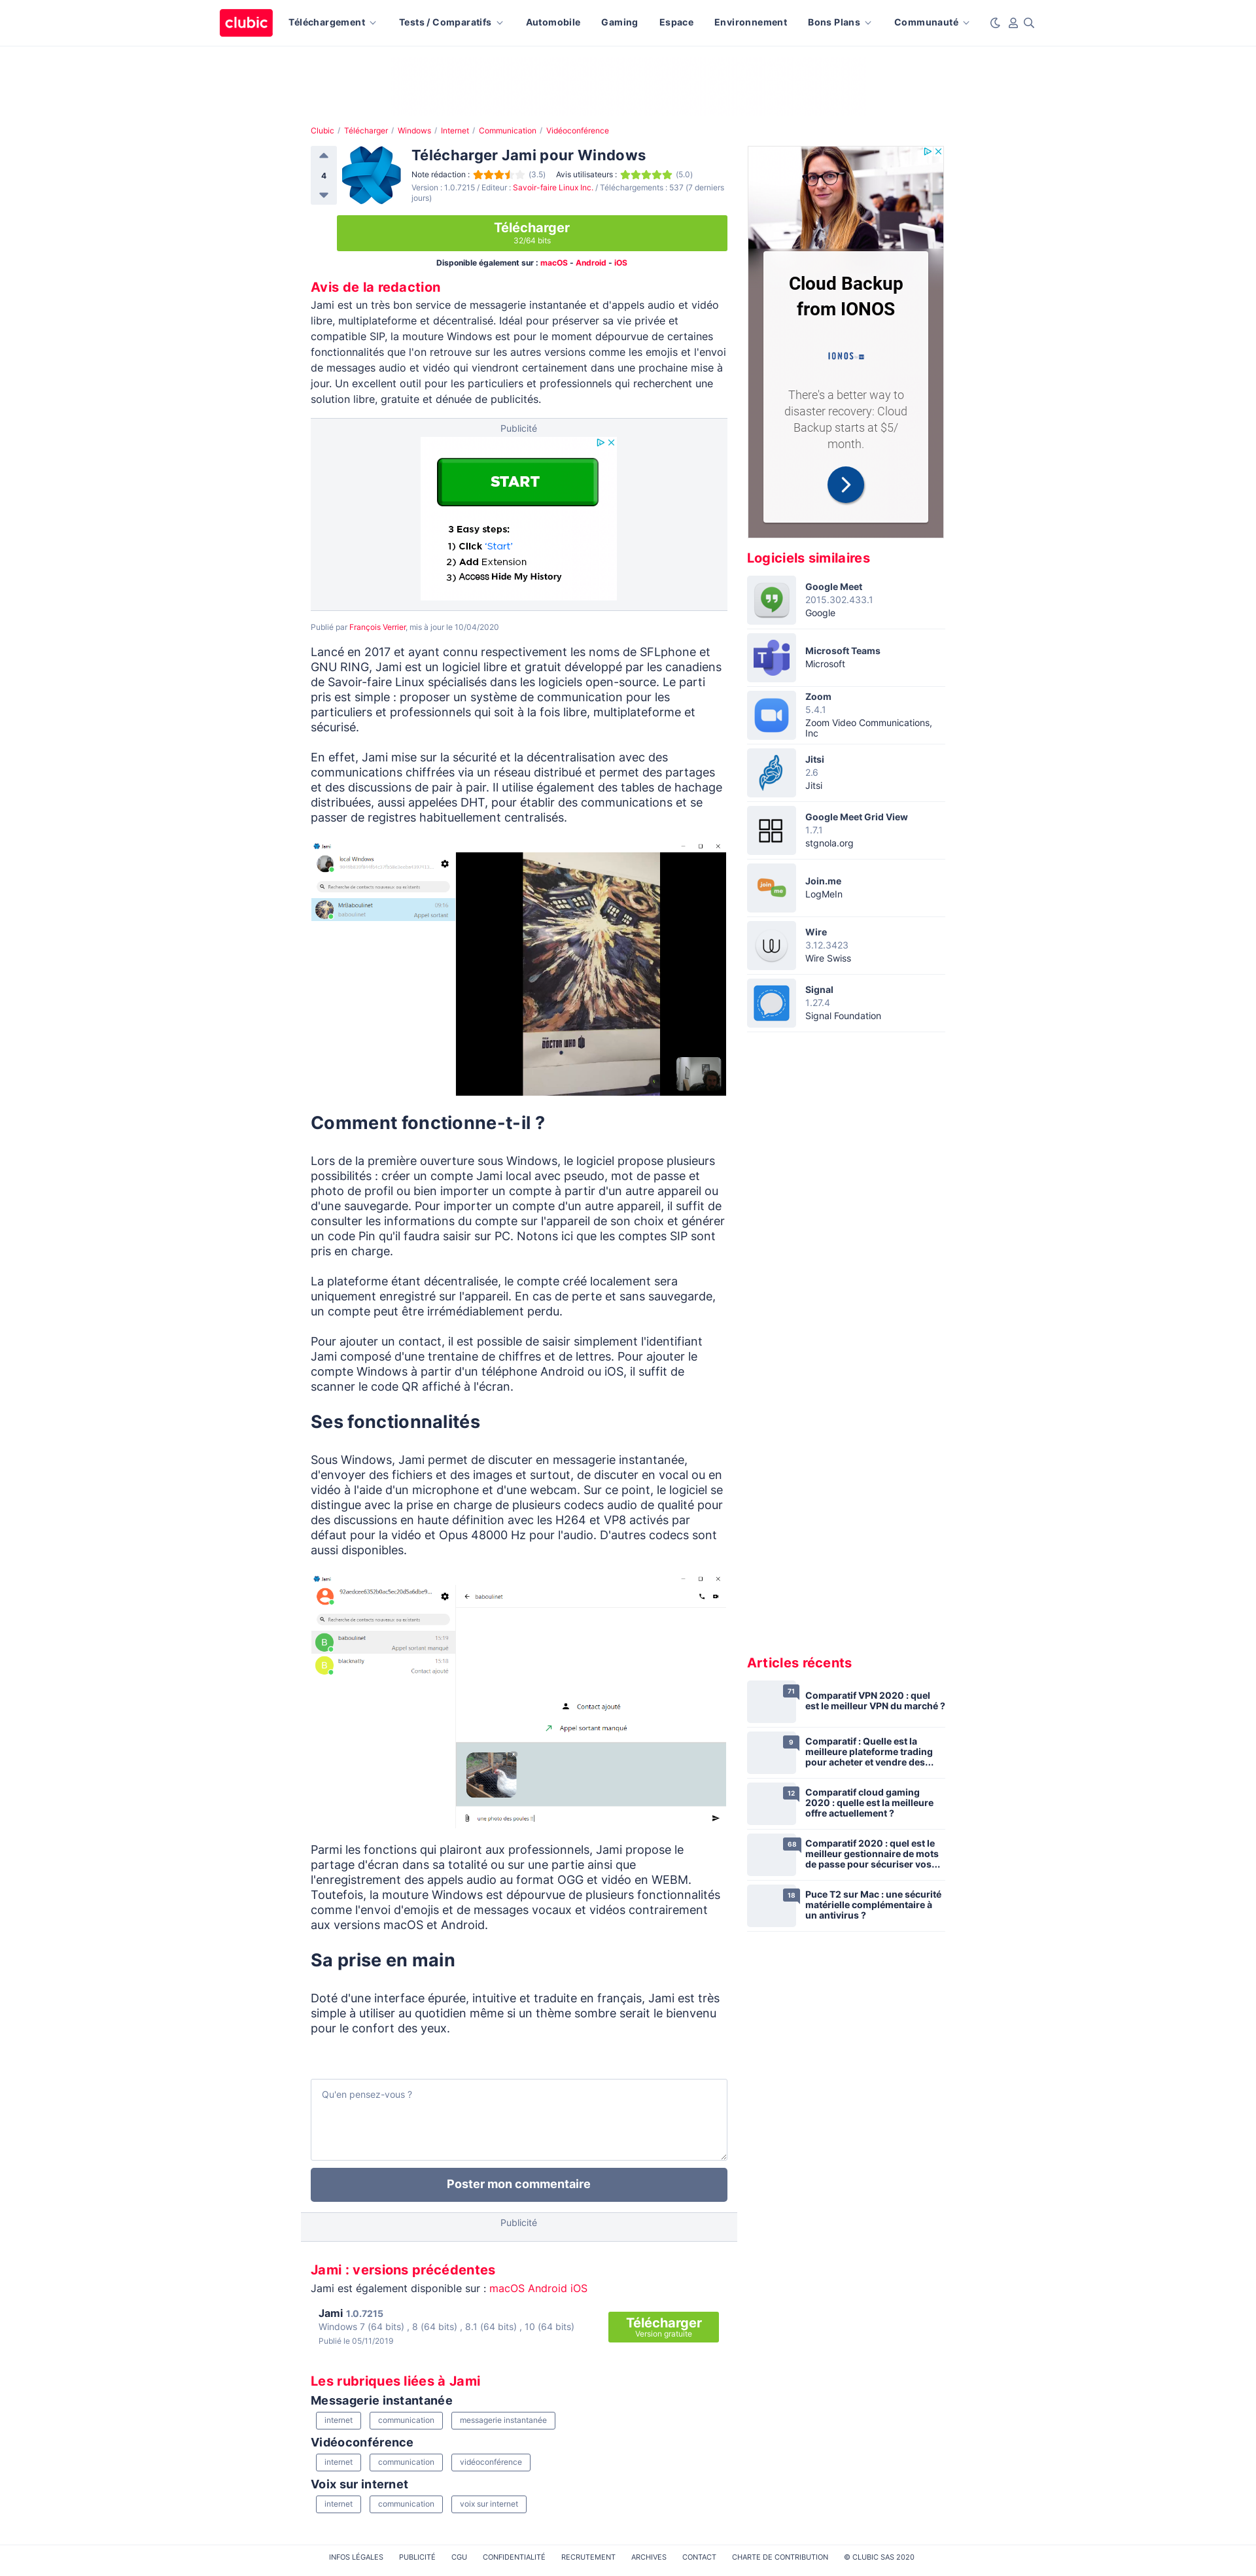 clubic Téléchargement Tests / Comparatifs Automobile Gaming Espace Environnement Bons Plans Communauté
Clubic / Télécharger / Windows / Internet / Communication / Vidéoconférence
4
Télécharger Jami pour Windows
Note rédaction : (3.5) Avis utilisateurs : (5.0)
Version : 1.0.7215 / Editeur : Savoir-faire Linux Inc. / Téléchargements : 537 (7 derniers
jours)
Télécharger
32/64 bits
Disponible également sur : macOS - Android - iOS
Avis de la redaction
Jami est un très bon service de messagerie instantanée et d'appels audio et vidéo
libre, multiplateforme et décentralisé. Idéal pour préserver sa vie privée et
compatible SIP, la mouture Windows est pour le moment dépourvue de certaines
fonctionnalités que l'on retrouve sur les autres versions comme les emojis et l'envoi
de messages audio et vidéo qui viendront certainement dans une prochaine mise à
jour. Un excellent outil pour les particuliers et professionnels qui recherchent une
solution libre, gratuite et dénuée de publicités.
Publicité
START
3 Easy steps:
1) Click 'Start'
2) Add Extension
3) Access Hide My History
Publié par François Verrier, mis à jour le 10/04/2020
Lancé en 2017 et ayant connu respectivement les noms de SFLphone et
GNU RING, Jami est un logiciel libre et gratuit développé par les canadiens
de Savoir-faire Linux spécialisés dans les logiciels open-source. Le parti
pris est simple : proposer un système de communication pour les
particuliers et professionnels qui soit à la fois libre, multiplateforme et
sécurisé.
En effet, Jami mise sur la sécurité et la décentralisation avec des
communications chiffrées via un réseau distribué et permet des partages
et des discussions de pair à pair. Il utilise également des tables de hachage
distribuées, aussi appelées DHT, pour établir des communications et se
passer de registres habituellement centralisés.
Jami
local Windows
Recherche de contacts nouveaux ou existants
MrBaboulinet 09:16
baboulinet Appel sortant
DOCTOR WHO
Comment fonctionne-t-il ?
Lors de la première ouverture sous Windows, le logiciel propose plusieurs
possibilités : créer un compte Jami local avec pseudo, mot de passe et
photo de profil ou bien importer un compte à partir d'un autre appareil ou
d'une sauvegarde. Pour importer un compte d'un autre appareil, il suffit de
consulter les informations du compte sur l'appareil de son choix et générer
un code Pin qu'il faudra saisir sur PC. Notons ici que les comptes SIP sont
pris en charge.
La plateforme étant décentralisée, le compte créé localement sera
uniquement enregistré sur l'appareil. En cas de perte et sans sauvegarde,
un compte peut être irrémédiablement perdu.
Pour ajouter un contact, il est possible de saisir simplement l'identifiant
Jami composé d'une trentaine de chiffres et de lettres. Pour ajouter le
compte Windows à partir d'un téléphone Android ou iOS, il suffit de
scanner le code QR affiché à l'écran.
Ses fonctionnalités
Sous Windows, Jami permet de discuter en messagerie instantanée,
d'envoyer des fichiers et des images et surtout, de discuter en vocal ou en
vidéo à l'aide d'un microphone et d'une webcam. Sur ce point, le logiciel se
distingue avec la prise en charge de plusieurs codecs audio de qualité pour
des discussions en haute définition avec les H264 et VP8 activés par
défaut pour la vidéo et Opus 48000 Hz pour l'audio. D'autres codecs sont
aussi disponibles.
Jami
baboulinet
Recherche de contacts nouveaux ou existants
B baboulinet 15:19
Appel sortant manqué
B blacknatty 15:18
Contact ajouté
Contact ajouté
Appel sortant manqué
une photo des poules !!
Parmi les fonctions qui plairont aux professionnels, Jami propose le
partage d'écran dans sa totalité ou sur une partie ainsi que
l'enregistrement des appels audio au format OGG et vidéo en WEBM.
Toutefois, la mouture Windows est dépourvue de plusieurs fonctionnalités
comme l'envoi d'emojis et de messages vocaux et vidéos contrairement
aux versions macOS et Android.
Sa prise en main
Doté d'une interface épurée, intuitive et traduite en français, Jami est très
simple à utiliser au quotidien même si un thème sombre serait le bienvenu
pour le confort des yeux.
Qu'en pensez-vous ?
Poster mon commentaire
Publicité
Jami : versions précédentes
Jami est également disponible sur : macOS Android iOS
Jami 1.0.7215
Windows 7 (64 bits) , 8 (64 bits) , 8.1 (64 bits) , 10 (64 bits)
Publié le 05/11/2019
Télécharger
Version gratuite
Les rubriques liées à Jami
Messagerie instantanée
internet communication messagerie instantanée
Vidéoconférence
internet communication vidéoconférence
Voix sur internet
internet communication voix sur internet
Cloud Backup
from IONOS
IONOS
There's a better way to
disaster recovery: Cloud
Backup starts at $5/
month.
Logiciels similaires
Google Meet
2015.302.433.1
Google
Microsoft Teams
Microsoft
Zoom
5.4.1
Zoom Video Communications,
Inc
Jitsi
2.6
Jitsi
Google Meet Grid View
1.7.1
stgnola.org
join me
Join.me
LogMeIn
Wire
3.12.3423
Wire Swiss
Signal
1.27.4
Signal Foundation
Articles récents
71
Comparatif VPN 2020 : quel
est le meilleur VPN du marché ?
9
Comparatif : Quelle est la
meilleure plateforme trading
pour acheter et vendre des...
12
Comparatif cloud gaming
2020 : quelle est la meilleure
offre actuellement ?
68
Comparatif 2020 : quel est le
meilleur gestionnaire de mots
de passe pour sécuriser vos...
18
Puce T2 sur Mac : une sécurité
matérielle complémentaire à
un antivirus ?
INFOS LÉGALES PUBLICITÉ CGU CONFIDENTIALITÉ RECRUTEMENT ARCHIVES CONTACT CHARTE DE CONTRIBUTION © CLUBIC SAS 2020